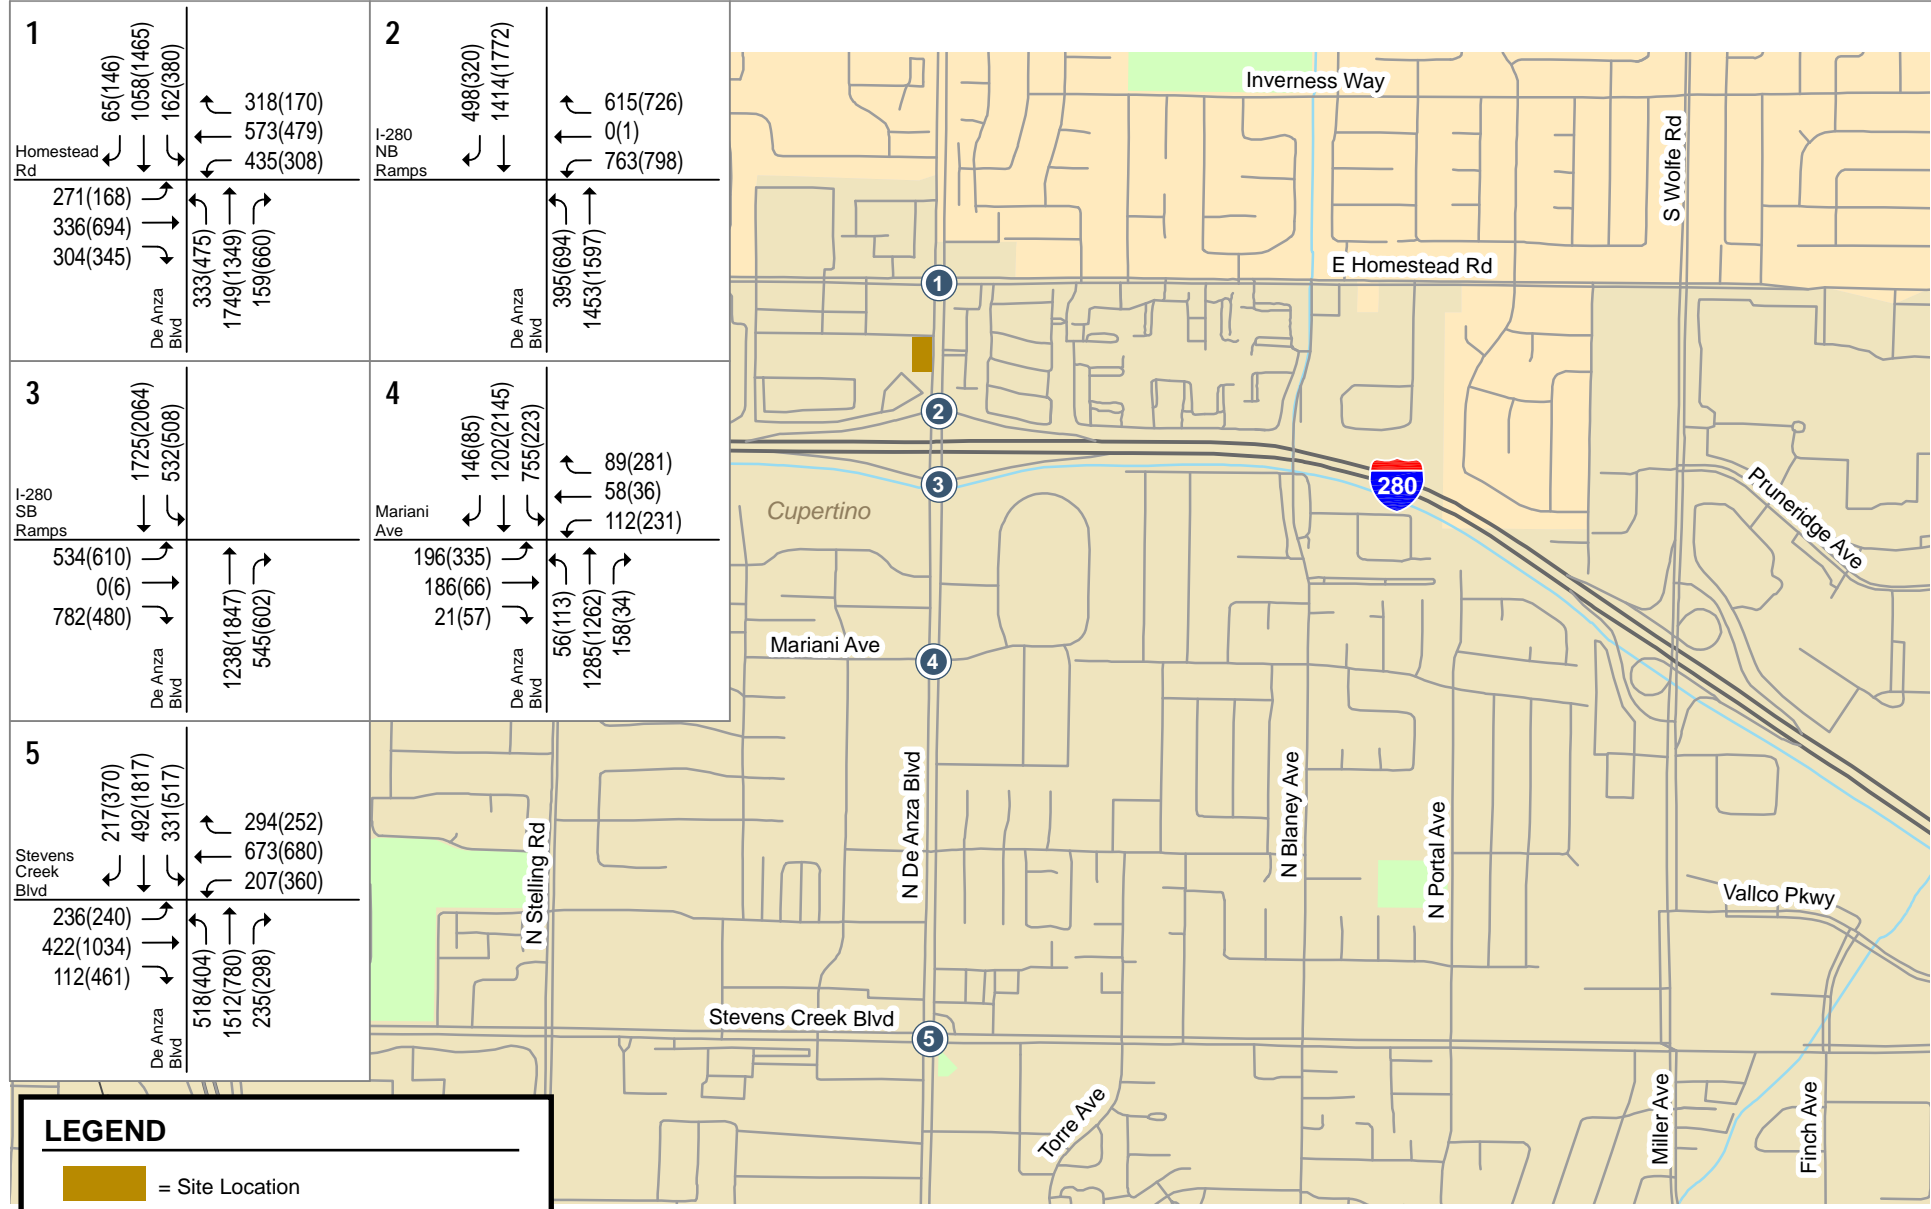 1
65(146)
1058(1465)
162(380)
318(170)
573(479)
435(308)
Homestead
Rd
271(168)
336(694)
304(345)
De Anza
Blvd
333(475)
1749(1349)
159(660)
2
498(320)
1414(1772)
615(726)
0(1)
763(798)
I-280
NB
Ramps
De Anza
Blvd
395(694)
1453(1597)
3
1725(2064)
532(508)
I-280
SB
Ramps
534(610)
0(6)
782(480)
De Anza
Blvd
1238(1847)
545(602)
4
146(85)
1202(2145)
755(223)
89(281)
58(36)
112(231)
Mariani
Ave
196(335)
186(66)
21(57)
De Anza
Blvd
56(113)
1285(1262)
158(34)
5
217(370)
492(1817)
331(517)
294(252)
673(680)
207(360)
Stevens
Creek
Blvd
236(240)
422(1034)
112(461)
De Anza
Blvd
518(404)
1512(780)
235(298)
Inverness Way
S Wolfe Rd
E Homestead Rd
1
2
3
280
Cupertino
Pruneridge Ave
Mariani Ave
4
N De Anza Blvd
N Blaney Ave
N Portal Ave
N Stelling Rd
Vallco Pkwy
Stevens Creek Blvd
5
Torre Ave
Miller Ave
Finch Ave
LEGEND
= Site Location